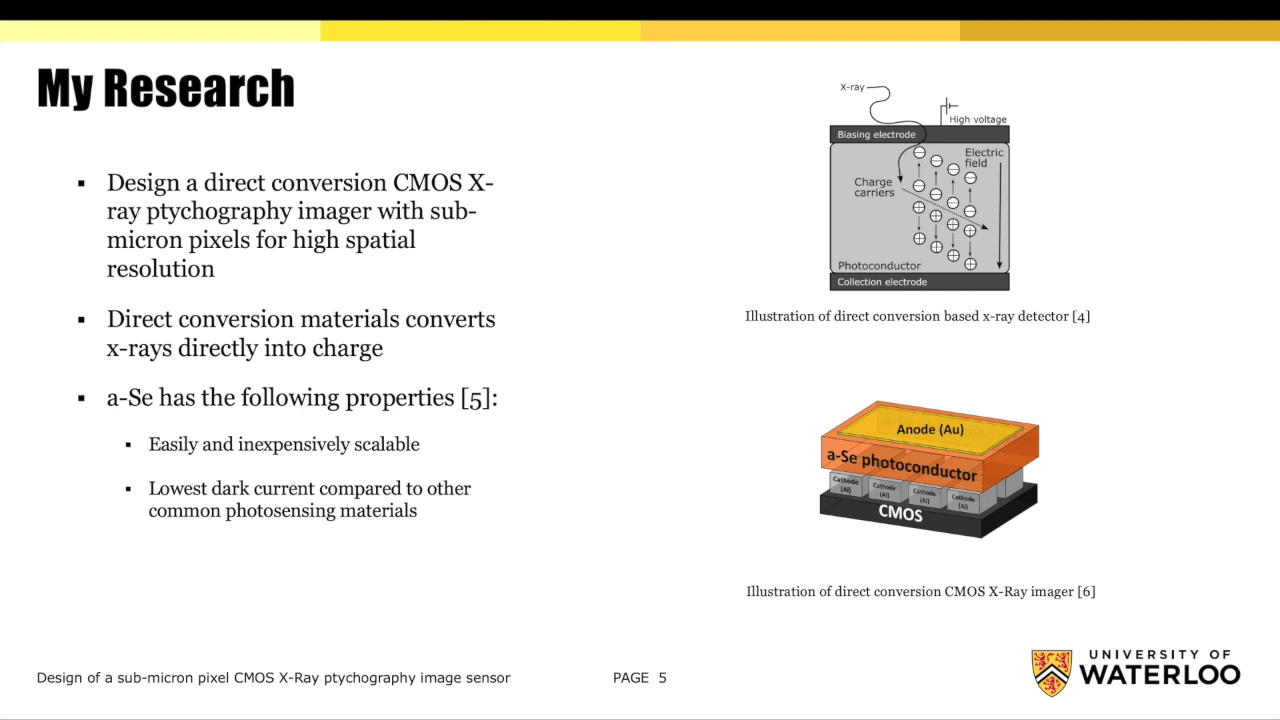 My Research
Design a direct conversion CMOS X-
ray ptychography imager with sub-
micron pixels for high spatial
resolution
Direct conversion materials converts
x-rays directly into charge
a-Se has the following properties [5]:
Easily and inexpensively scalable
Lowest dark current compared to other
common photosensing materials
X-ray
High voltage
Biasing electrode
Electric
field
Charge
carriers
Photoconductor
Collection electrode
Illustration of direct conversion based x-ray detector [4]
Anode (Au)
a-Se photoconductor
Cathode
(Al)
Cathode
(Al)
Cathode
(Al)
Cathode
(Al)
CMOS
Illustration of direct conversion CMOS X-Ray imager [6]
Design of a sub-micron pixel CMOS X-Ray ptychography image sensor
PAGE 5
UNIVERSITY OF
WATERLOO